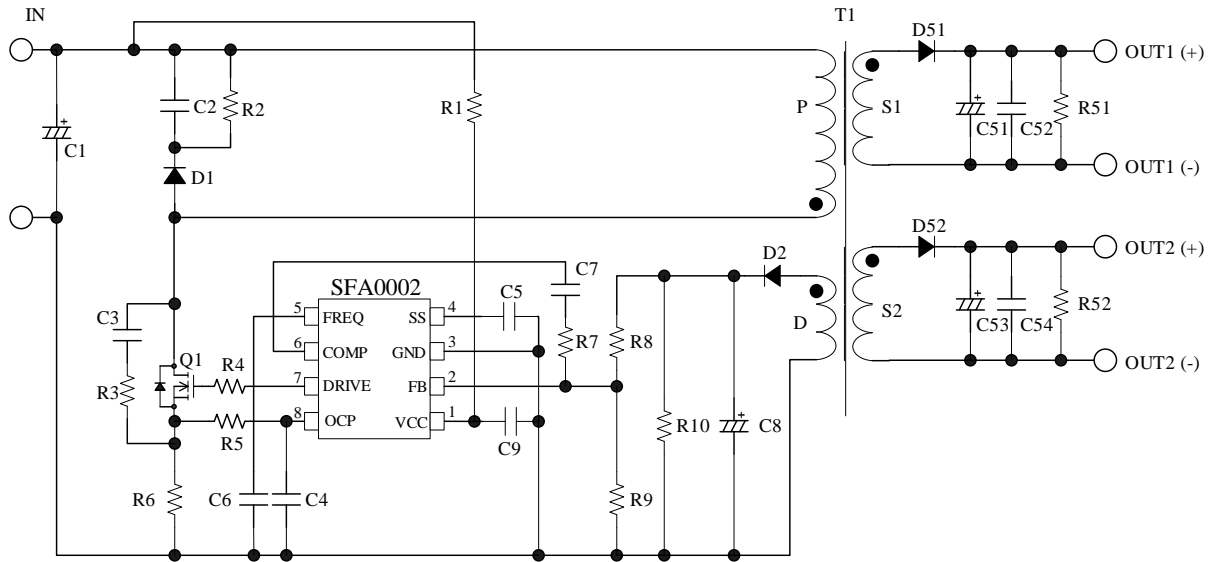 IN
T1
D51
OUT1 (+)
C2
R2
R1
P
S1
C51
C52
R51
C1
D1
OUT1 (-)
D52
D2
OUT2 (+)
C7
SFA0002
C5
C3
5
FREQ
SS
4
R7
R8
D
S2
C53
C54
R52
6
COMP
GND
3
Q1
R4
7
DRIVE
FB
2
OUT2 (-)
R3
R5
8
OCP
VCC
1
C9
R10
C8
R6
C6
C4
R9
+
+
+
+